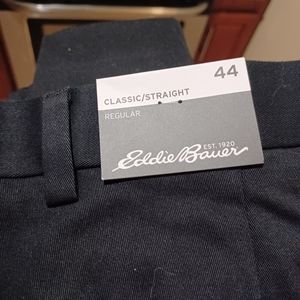 44
CLASSIC/STRAIGHT
REGULAR
Eddie Bauer
EST. 1920